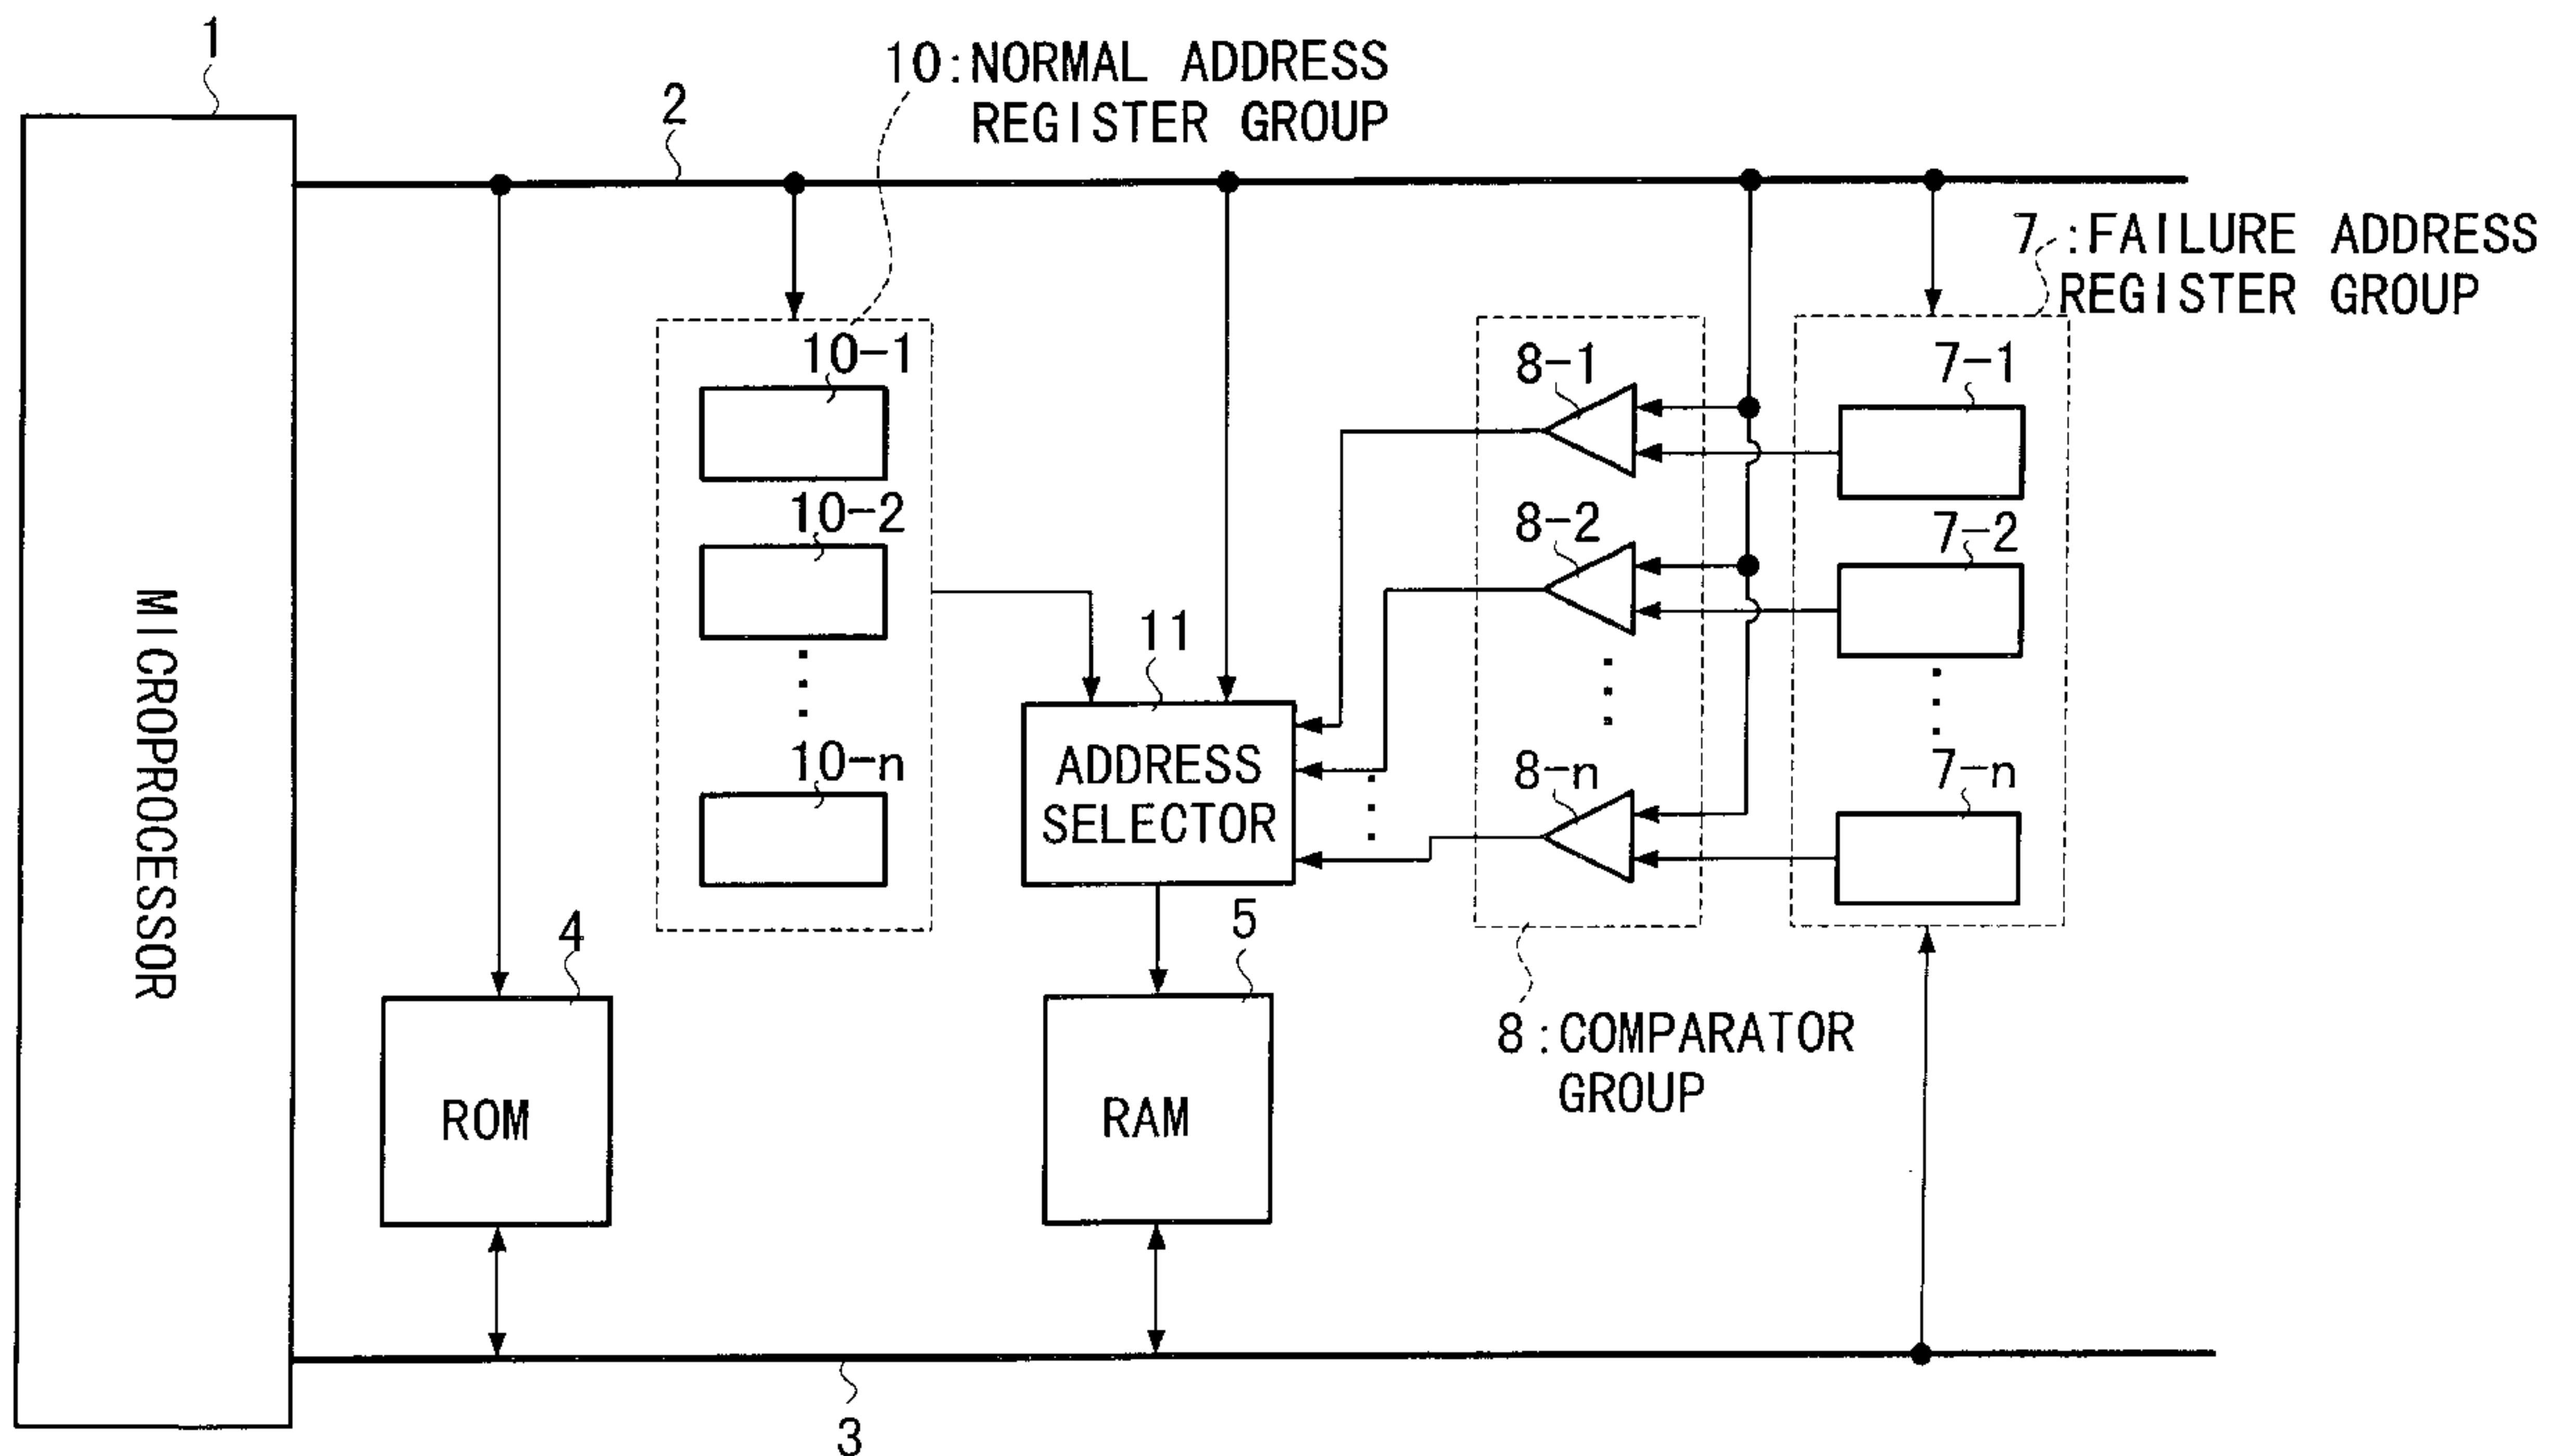 1
10:NORMAL ADDRESS
REGISTER GROUP
2
7:FAILURE ADDRESS
REGISTER GROUP
10-1
8-1
7-1
10-2
8-2
7-2
11
MICROPROCESSOR
ADDRESS
SELECTOR
10-n
8-n
7-n
4
5
8:COMPARATOR
GROUP
ROM
RAM
3